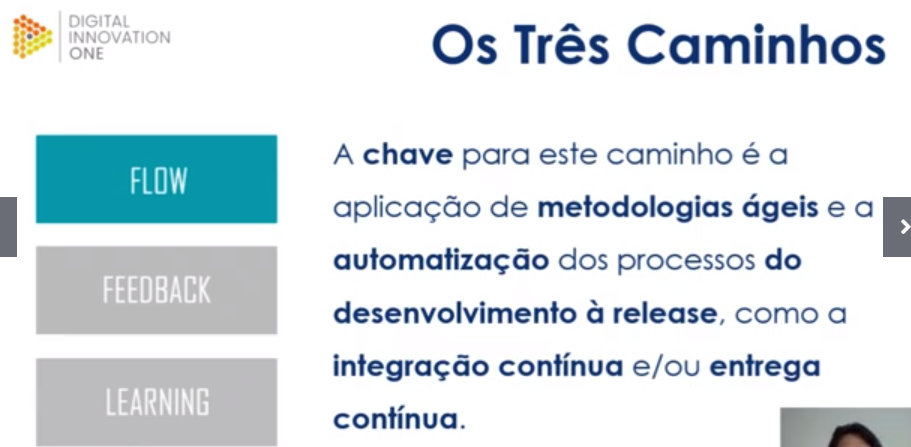 DIGITAL
INNOVATION
ONE
Os Três Caminhos
FLOW
FEEDBACK
LEARNING
A chave para este caminho é a
aplicação de metodologias ágeis e a
automatização dos processos do
desenvolvimento à release, como a
integração contínua e/ou entrega
contínua.